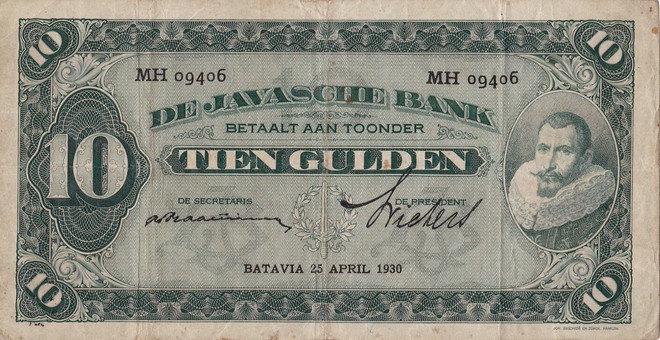 10 10
MH 09406 MH 09406
DE JAVASCHE BANK
BETAALT AAN TOONDER
10 TIEN GULDEN
DE SECRETARIS DE PRESIDENT
BATAVIA 25 APRIL 1930
10 10